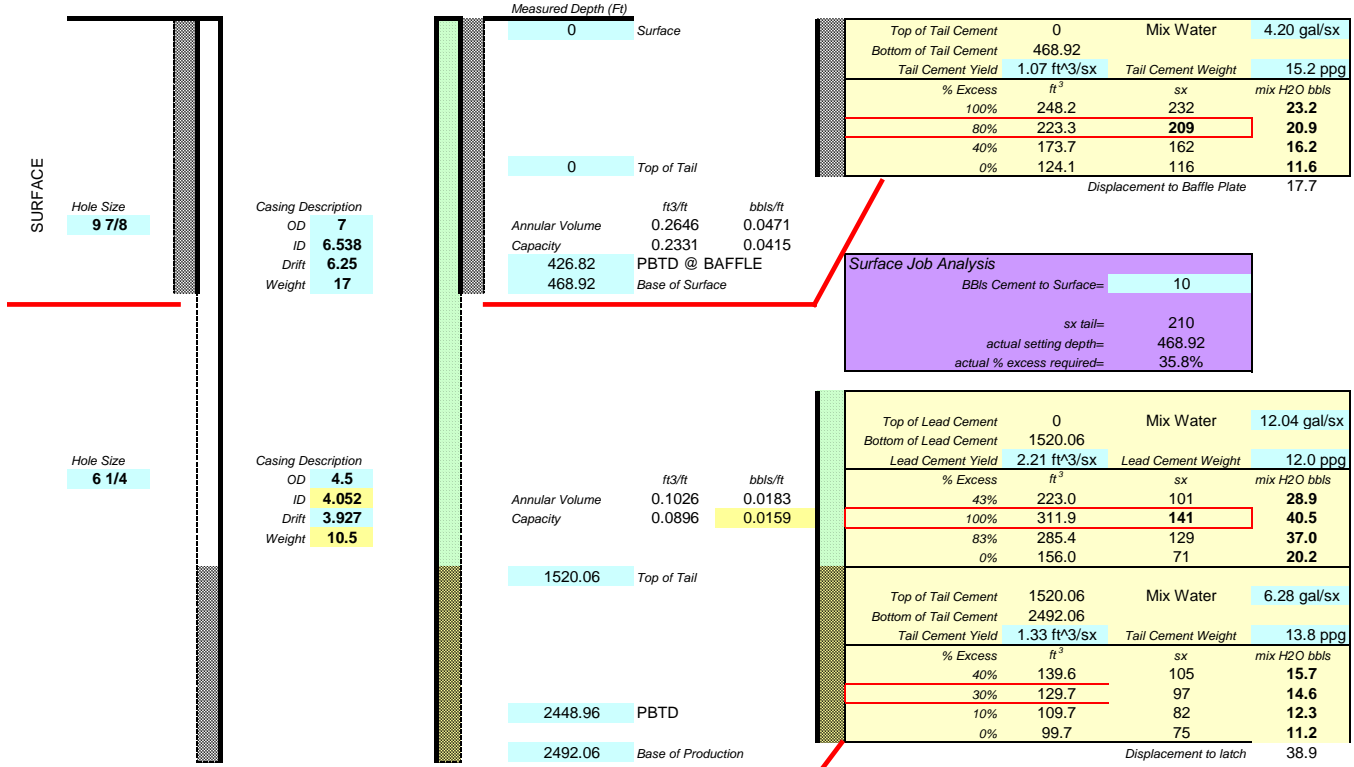 Measured Depth (Ft)
0 Surface
Top of Tail Cement 0 Mix Water 4.20 gal/sx
Bottom of Tail Cement 468.92
Tail Cement Yield 1.07 ft^3/sx Tail Cement Weight 15.2 ppg
% Excess ft³ sx mix H2O bbls
100% 248.2 232 23.2
80% 223.3 209 20.9
40% 173.7 162 16.2
0% 124.1 116 11.6
Displacement to Baffle Plate 17.7
0 Top of Tail
SURFACE
Hole Size Casing Description ft3/ft bbls/ft
9 7/8 OD 7 Annular Volume 0.2646 0.0471
ID 6.538 Capacity 0.2331 0.0415
Drift 6.25 426.82 PBTD @ BAFFLE
Weight 17 468.92 Base of Surface
Surface Job Analysis
BBls Cement to Surface= 10
sx tail= 210
actual setting depth= 468.92
actual % excess required= 35.8%
Top of Lead Cement 0 Mix Water 12.04 gal/sx
Bottom of Lead Cement 1520.06
Lead Cement Yield 2.21 ft^3/sx Lead Cement Weight 12.0 ppg
% Excess ft³ sx mix H2O bbls
43% 223.0 101 28.9
100% 311.9 141 40.5
83% 285.4 129 37.0
0% 156.0 71 20.2
Hole Size Casing Description
6 1/4 OD 4.5 ft3/ft bbls/ft
ID 4.052 Annular Volume 0.1026 0.0183
Drift 3.927 Capacity 0.0896 0.0159
Weight 10.5
1520.06 Top of Tail
Top of Tail Cement 1520.06 Mix Water 6.28 gal/sx
Bottom of Tail Cement 2492.06
Tail Cement Yield 1.33 ft^3/sx Tail Cement Weight 13.8 ppg
% Excess ft³ sx mix H2O bbls
40% 139.6 105 15.7
30% 129.7 97 14.6
10% 109.7 82 12.3
0% 99.7 75 11.2
Displacement to latch 38.9
2448.96 PBTD
2492.06 Base of Production